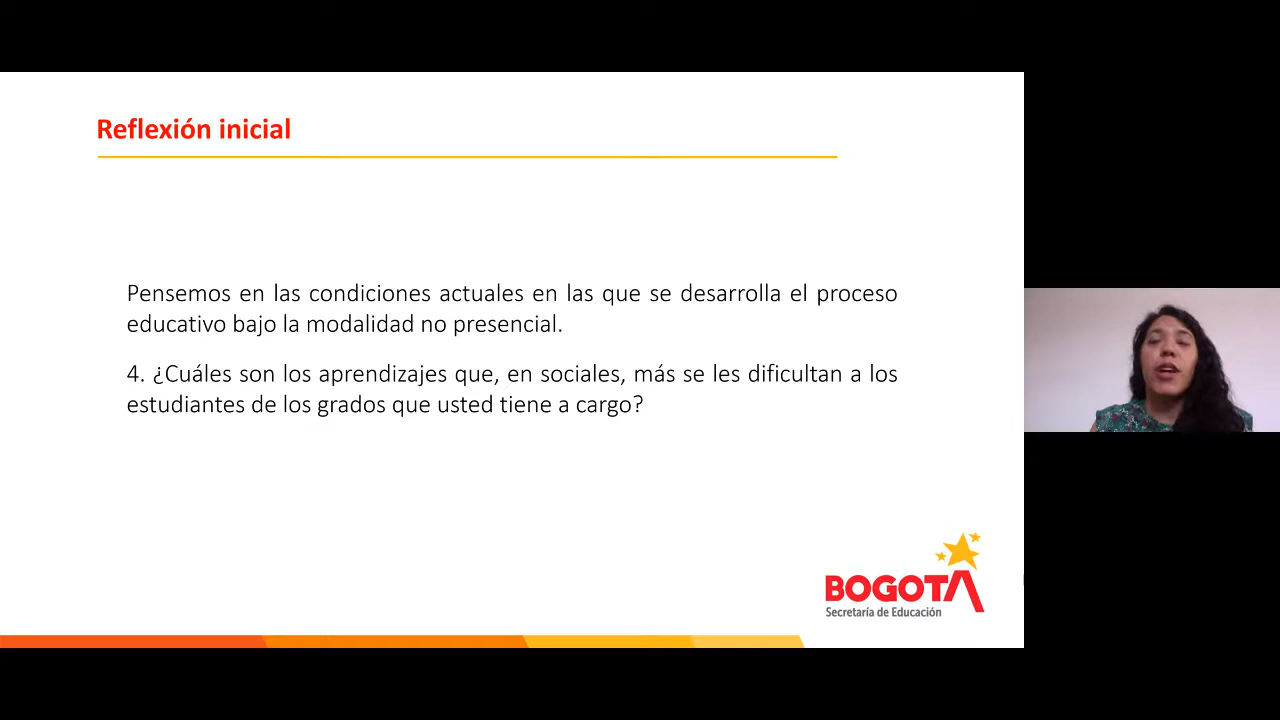 Reflexión inicial
Pensemos en las condiciones actuales en las que se desarrolla el proceso
educativo bajo la modalidad no presencial.
4. ¿Cuáles son los aprendizajes que, en sociales, más se les dificultan a los
estudiantes de los grados que usted tiene a cargo?
BOGOTA
Secretaría de Educación